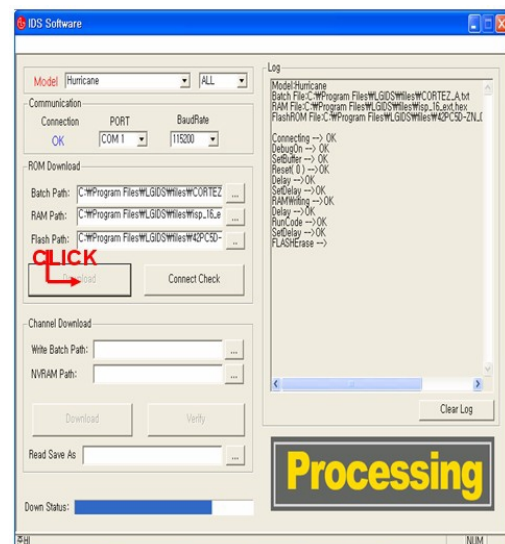 IDS Software
Model Hurricane ALL
Communication
Connection PORT BaudRate
OK COM 1 115200
ROM Download
Batch Path: C:₩Program Files₩LGIDS₩files₩CORTEZ ...
RAM Path: C:₩Program Files₩LGIDS₩files₩isp_16_e ...
Flash Path: C:₩Program Files₩LGIDS₩files₩42PC5D- ...
CLICK
Download Connect Check
Channel Download
Write Batch Path: ...
NVRAM Path: ...
Download Verify
Read Save As ...
Down Status:
준비
Log
Model:Hurricane
Batch File:C:₩Program Files₩LGIDS₩files₩CORTEZ_A.txt
RAM File:C:₩Program Files₩LGIDS₩files₩isp_16_ext.hex
FlashROM File:C:₩Program Files₩LGIDS₩files₩42PC5D-ZN_
Connecting --> OK
DebugOn --> OK
SetBuffer --> OK
Reset( 0 ) --> OK
Delay --> OK
SetDelay -->OK
RAMWriting --> OK
Delay --> OK
RunCode --> OK
SetDelay -->OK
FLASHErase -->
Clear Log
Processing
NUM